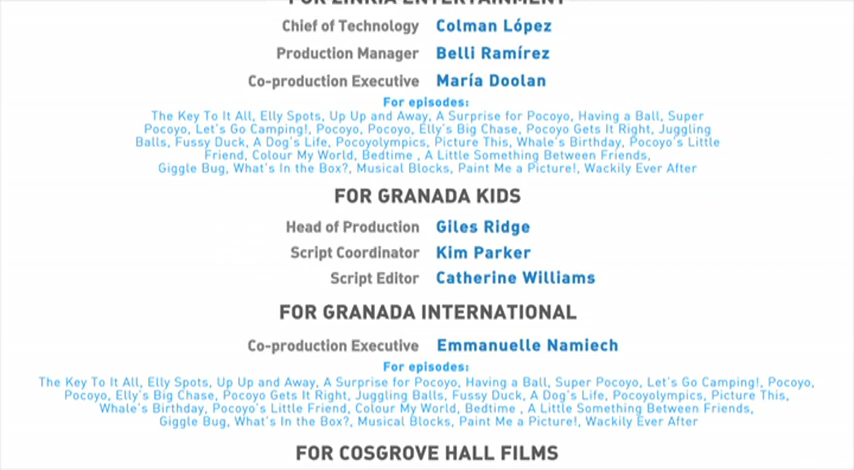 FOR ZINKIA ENTERTAINMENT
Chief of Technology Colman López
Production Manager Belli Ramírez
Co-production Executive María Doolan
For episodes:
The Key To It All, Elly Spots, Up Up and Away, A Surprise for Pocoyo, Having a Ball, Super
Pocoyo, Let's Go Camping!, Pocoyo, Pocoyo, Elly's Big Chase, Pocoyo Gets It Right, Juggling
Balls, Fussy Duck, A Dog's Life, Pocoyolympics, Picture This, Whale's Birthday, Pocoyo's Little
Friend, Colour My World, Bedtime , A Little Something Between Friends,
Giggle Bug, What's In the Box?, Musical Blocks, Paint Me a Picture!, Wackily Ever After
FOR GRANADA KIDS
Head of Production Giles Ridge
Script Coordinator Kim Parker
Script Editor Catherine Williams
FOR GRANADA INTERNATIONAL
Co-production Executive Emmanuelle Namiech
For episodes:
The Key To It All, Elly Spots, Up Up and Away, A Surprise for Pocoyo, Having a Ball, Super Pocoyo, Let's Go Camping!, Pocoyo,
Pocoyo, Elly's Big Chase, Pocoyo Gets It Right, Juggling Balls, Fussy Duck, A Dog's Life, Pocoyolympics, Picture This,
Whale's Birthday, Pocoyo's Little Friend, Colour My World, Bedtime , A Little Something Between Friends,
Giggle Bug, What's In the Box?, Musical Blocks, Paint Me a Picture!, Wackily Ever After
FOR COSGROVE HALL FILMS